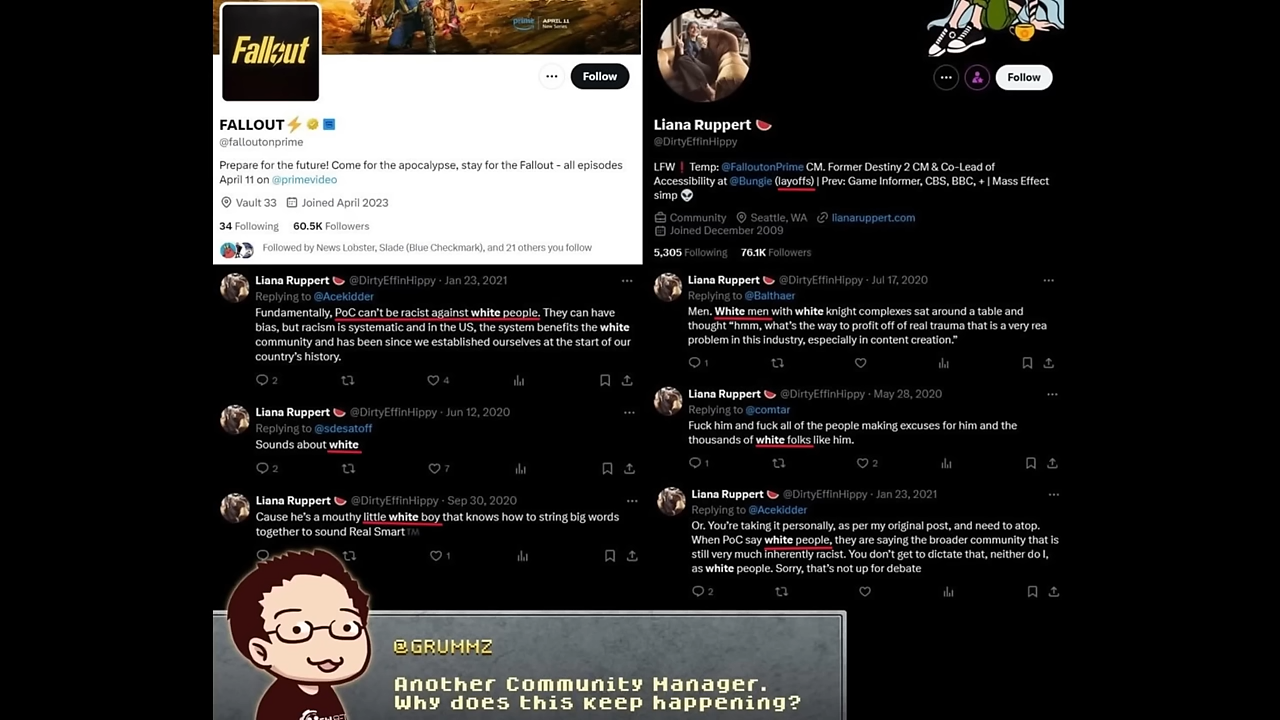 prime APRIL 11
New Series
Fallout
Follow
FALLOUT⚡
@falloutonprime
Prepare for the future! Come for the apocalypse, stay for the Fallout - all episodes
April 11 on @primevideo
Vault 33 Joined April 2023
34 Following 60.5K Followers
Followed by News Lobster, Slade (Blue Checkmark), and 21 others you follow
Liana Ruppert 🍉 @DirtyEffinHippy · Jan 23, 2021
Replying to @Acekidder
Fundamentally, PoC can't be racist against white people. They can have
bias, but racism is systematic and in the US, the system benefits the white
community and has been since we established ourselves at the start of our
country's history.
2 4
Liana Ruppert 🍉 @DirtyEffinHippy · Jun 12, 2020
Replying to @sdesatoff
Sounds about white
2 7
Liana Ruppert 🍉 @DirtyEffinHippy · Sep 30, 2020
Cause he's a mouthy little white boy that knows how to string big words
together to sound Real Smart™
1
Follow
Liana Ruppert 🍉
@DirtyEffinHippy
LFW❗Temp: @FalloutonPrime CM. Former Destiny 2 CM & Co-Lead of
Accessibility at @Bungie (layoffs) | Prev: Game Informer, CBS, BBC, + | Mass Effect
simp 👽
Community Seattle, WA lianaruppert.com
Joined December 2009
5,305 Following 76.1K Followers
Liana Ruppert 🍉 @DirtyEffinHippy · Jul 17, 2020
Replying to @Balthaer
Men. White men with white knight complexes sat around a table and
thought "hmm, what's the way to profit off of real trauma that is a very rea
problem in this industry, especially in content creation."
1
Liana Ruppert 🍉 @DirtyEffinHippy · May 28, 2020
Replying to @comtar
Fuck him and fuck all of the people making excuses for him and the
thousands of white folks like him.
1 2
Liana Ruppert 🍉 @DirtyEffinHippy · Jan 23, 2021
Replying to @Acekidder
Or. You're taking it personally, as per my original post, and need to atop.
When PoC say white people, they are saying the broader community that is
still very much inherently racist. You don't get to dictate that, neither do I,
as white people. Sorry, that's not up for debate
2
@GRUMMZ
Another Community Manager.
Why does this keep happening?